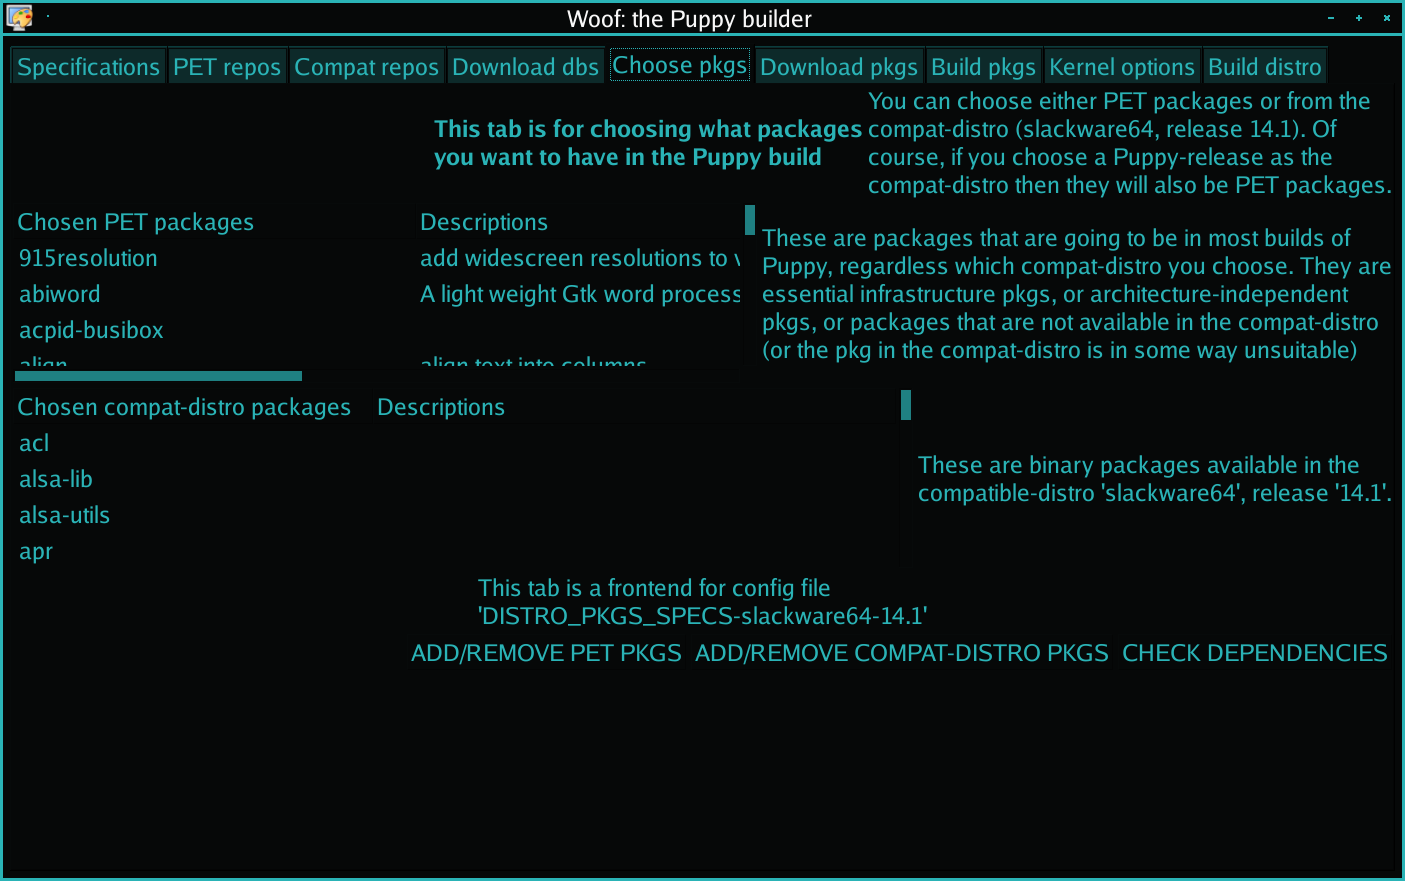 Woof: the Puppy builder
Specifications PET repos Compat repos Download dbs Choose pkgs Download pkgs Build pkgs Kernel options Build distro
This tab is for choosing what packages
you want to have in the Puppy build
You can choose either PET packages or from the
compat-distro (slackware64, release 14.1). Of
course, if you choose a Puppy-release as the
compat-distro then they will also be PET packages.
Chosen PET packages Descriptions
915resolution add widescreen resolutions to v
abiword A light weight Gtk word process
acpid-busibox
align align text into columns
These are packages that are going to be in most builds of
Puppy, regardless which compat-distro you choose. They are
essential infrastructure pkgs, or architecture-independent
pkgs, or packages that are not available in the compat-distro
(or the pkg in the compat-distro is in some way unsuitable)
Chosen compat-distro packages Descriptions
acl
alsa-lib
alsa-utils
apr
These are binary packages available in the
compatible-distro 'slackware64', release '14.1'.
This tab is a frontend for config file
'DISTRO_PKGS_SPECS-slackware64-14.1'
ADD/REMOVE PET PKGS ADD/REMOVE COMPAT-DISTRO PKGS CHECK DEPENDENCIES